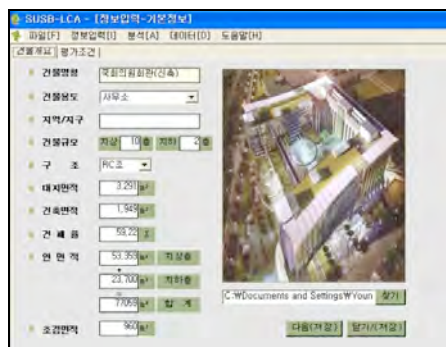 SUSB-LCA - [정보입력-기본정보]
파일[F] 정보입력[I] 분석[A] 데이터[D] 도움말[H]
건물개요 평가조건
건물명칭 국회의원회관(신축)
건물용도 사무소
지역/지구
건물규모 지상 10 층 지하 2 층
구 조 RC조
대지면적 3,291 m²
건축면적 1,949 m²
건 폐 율 59,22 %
연 면 적 53,359 m² 지상층
+
23,700 m² 지하층
=
77059 m² 합 계
조경면적 960 m²
C:₩Documents and Settings₩Youn 찾기
다음(저장) 닫기/(저장)